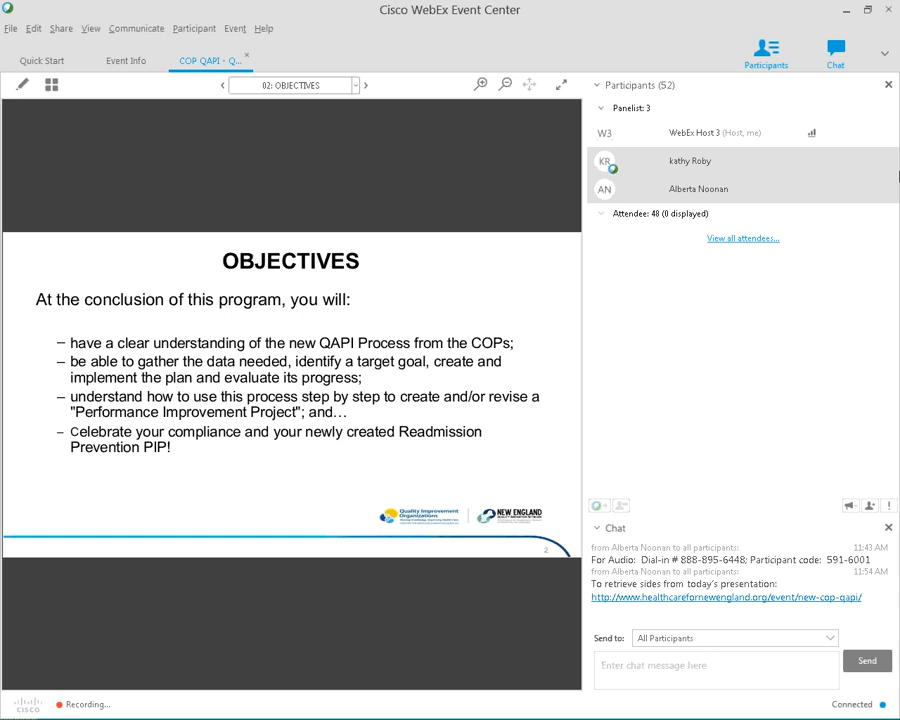 Cisco WebEx Event Center
File Edit Share View Communicate Participant Event Help
Quick Start Event Info COP QAPI - Q...
Participants Chat
02: OBJECTIVES
Participants (52)
Panelist: 3
W3 WebEx Host 3 (Host, me)
KR kathy Roby
AN Alberta Noonan
Attendee: 48 (0 displayed)
View all attendees...
OBJECTIVES
At the conclusion of this program, you will:
– have a clear understanding of the new QAPI Process from the COPs;
– be able to gather the data needed, identify a target goal, create and
implement the plan and evaluate its progress;
– understand how to use this process step by step to create and/or revise a
"Performance Improvement Project"; and...
– Celebrate your compliance and your newly created Readmission
Prevention PIP!
Quality Improvement
Organizations
NEW ENGLAND
2
Chat
from Alberta Noonan to all participants: 11:43 AM
For Audio: Dial-in # 888-895-6448; Participant code: 591-6001
from Alberta Noonan to all participants: 11:54 AM
To retrieve sides from today's presentation:
http://www.healthcarefornewengland.org/event/new-cop-qapi/
Send to: All Participants
Enter chat message here
Send
CISCO
Recording...
Connected